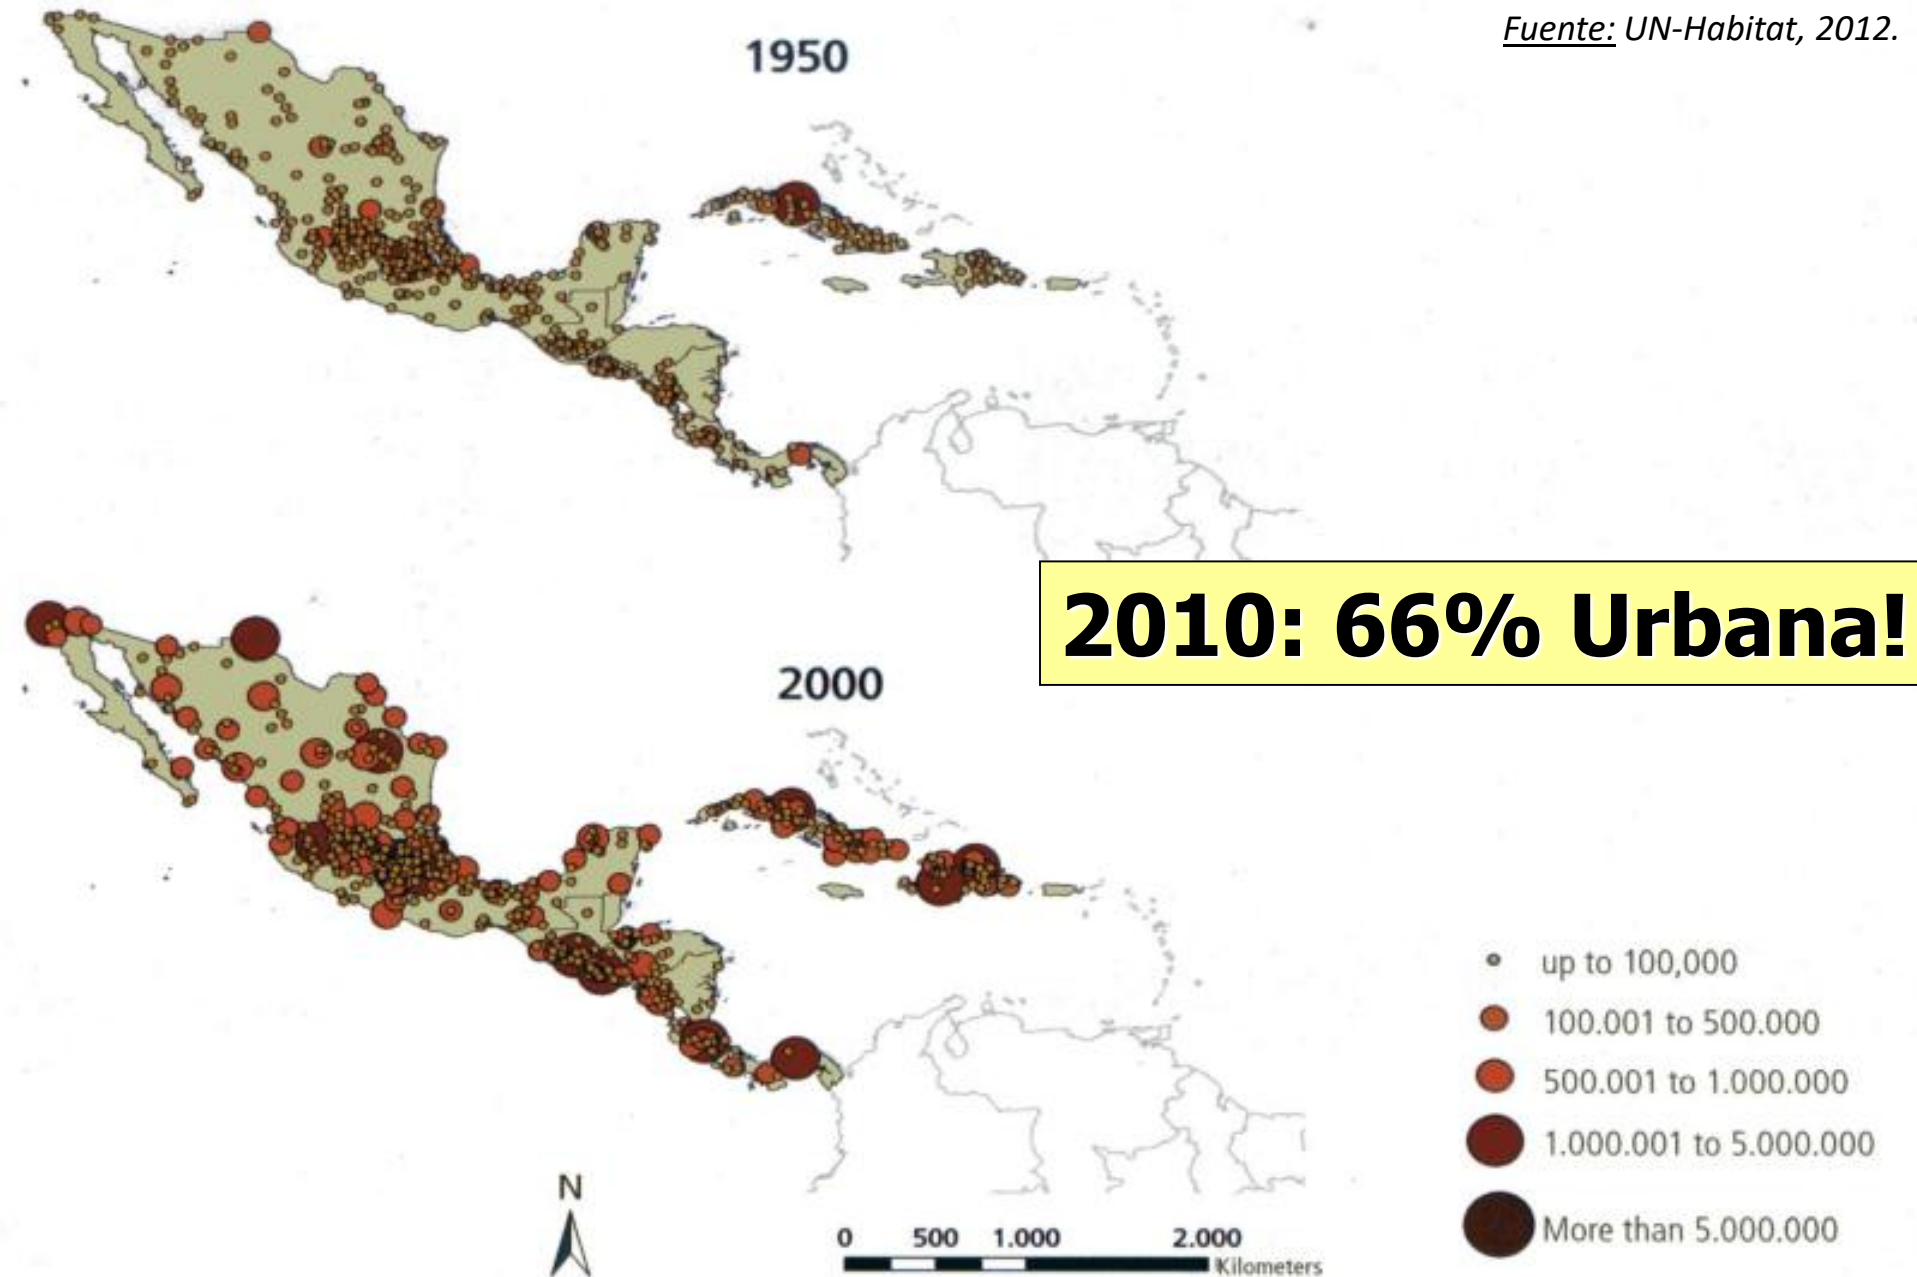 Fuente: UN-Habitat, 2012.
1950
2010: 66% Urbana!
2000
up to 100,000
100.001 to 500.000
500.001 to 1.000.000
1.000.001 to 5.000.000
More than 5.000.000
N
0 500 1.000 2.000
Kilometers